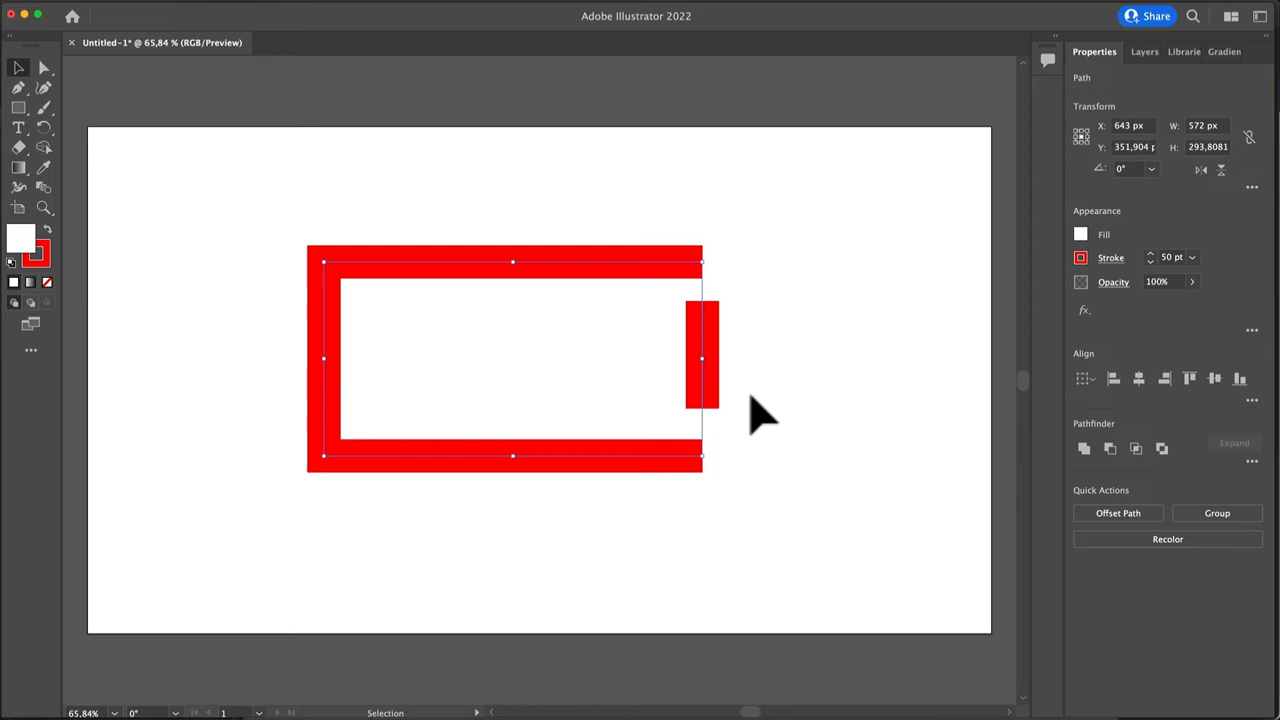 Adobe Illustrator 2022
Share
Untitled-1* @ 65,84 % (RGB/Preview)
Properties
Layers
Librarie
Gradien
Path
Transform
X: 643 px
W: 572 px
Y: 351,904 p
H: 293,8081
0°
Appearance
Fill
Stroke
50 pt
Opacity
100%
fx.
Align
Pathfinder
Expand
Quick Actions
Offset Path
Group
Recolor
65,84%
0°
1
Selection